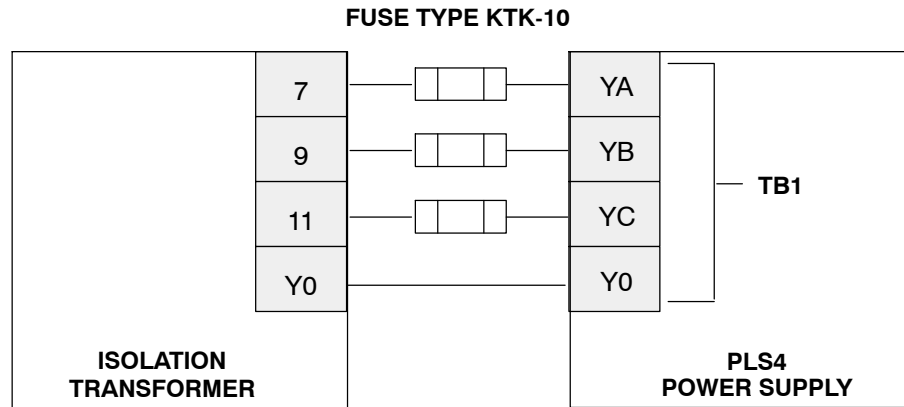 FUSE TYPE KTK-10
7
YA
9
YB
TB1
11
YC
Y0
Y0
ISOLATION
TRANSFORMER
PLS4
POWER SUPPLY